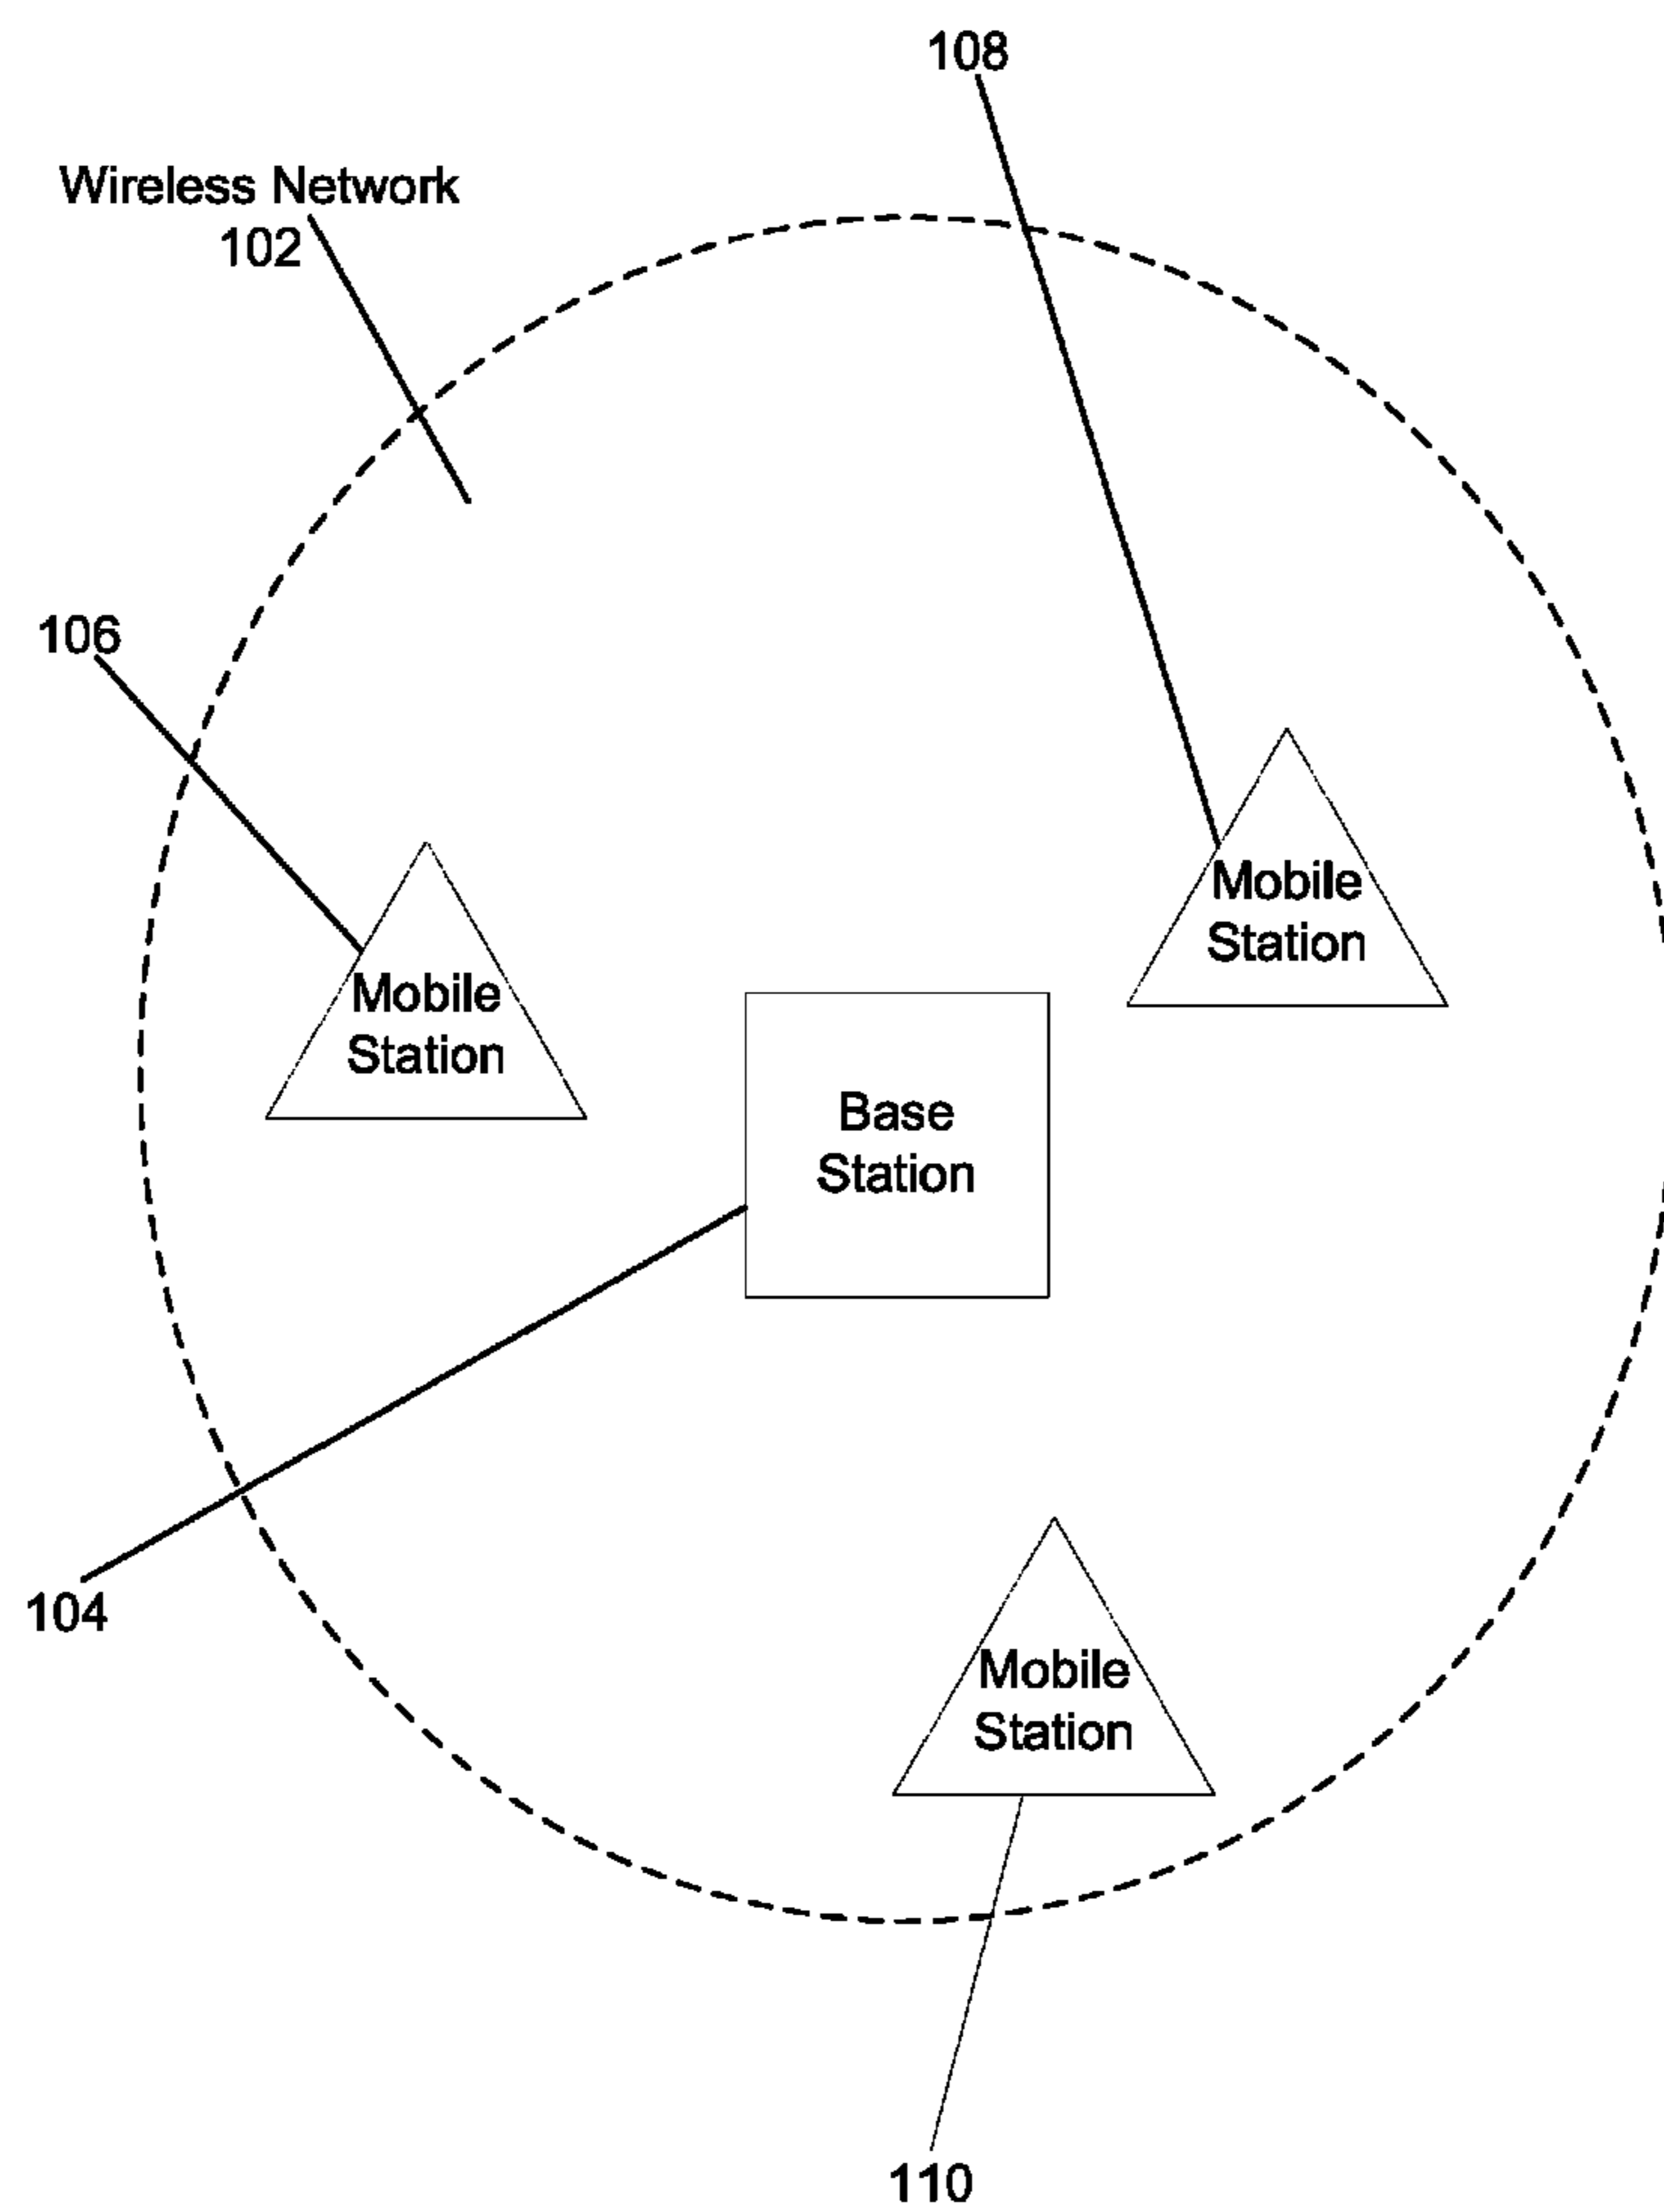 108
Wireless Network
102
106
Mobile
Station
Mobile
Station
Base
Station
104
Mobile
Station
110